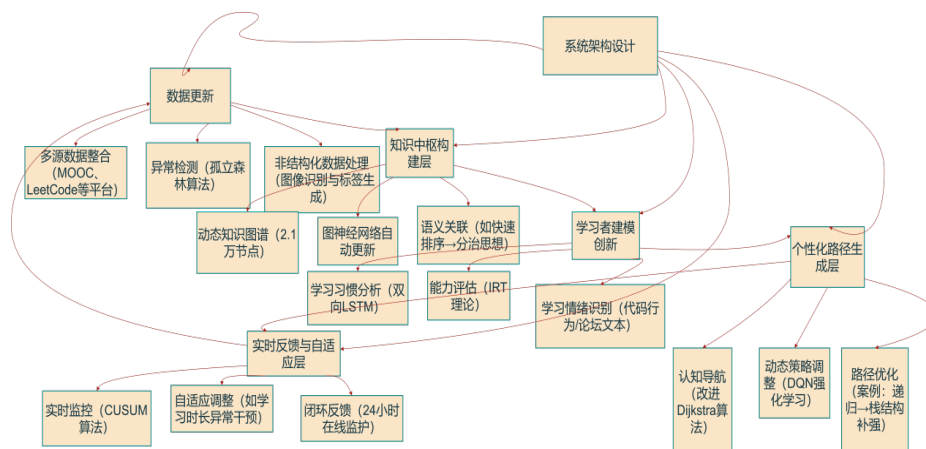 系统架构设计
数据更新
多源数据整合
(MOOC、
LeetCode等平
台)
异常检测（孤立森
林算法）
非结构化数据处理
(图像识别与标签生
成)
知识中枢构
建层
动态知识图谱（2.1
万节点）
图神经网络自
动更新
语义关联（如快速
排序→分治思想）
学习者建模
创新
个性化路径生
成层
学习习惯分析（双
向LSTM）
能力评估（IRT
理论）
学习情绪识别（代码行
为/论坛文本）
实时反馈与自适
应层
实时监控（CUSUM
算法）
自适应调整（如学
习时长异常干预）
闭环反馈（24小时
在线监护）
认知导航
(改进
Dijkstra算
法)
动态策略调
整（DQN强
化学习）
路径优化
(案例：递
归→栈结构
补强)